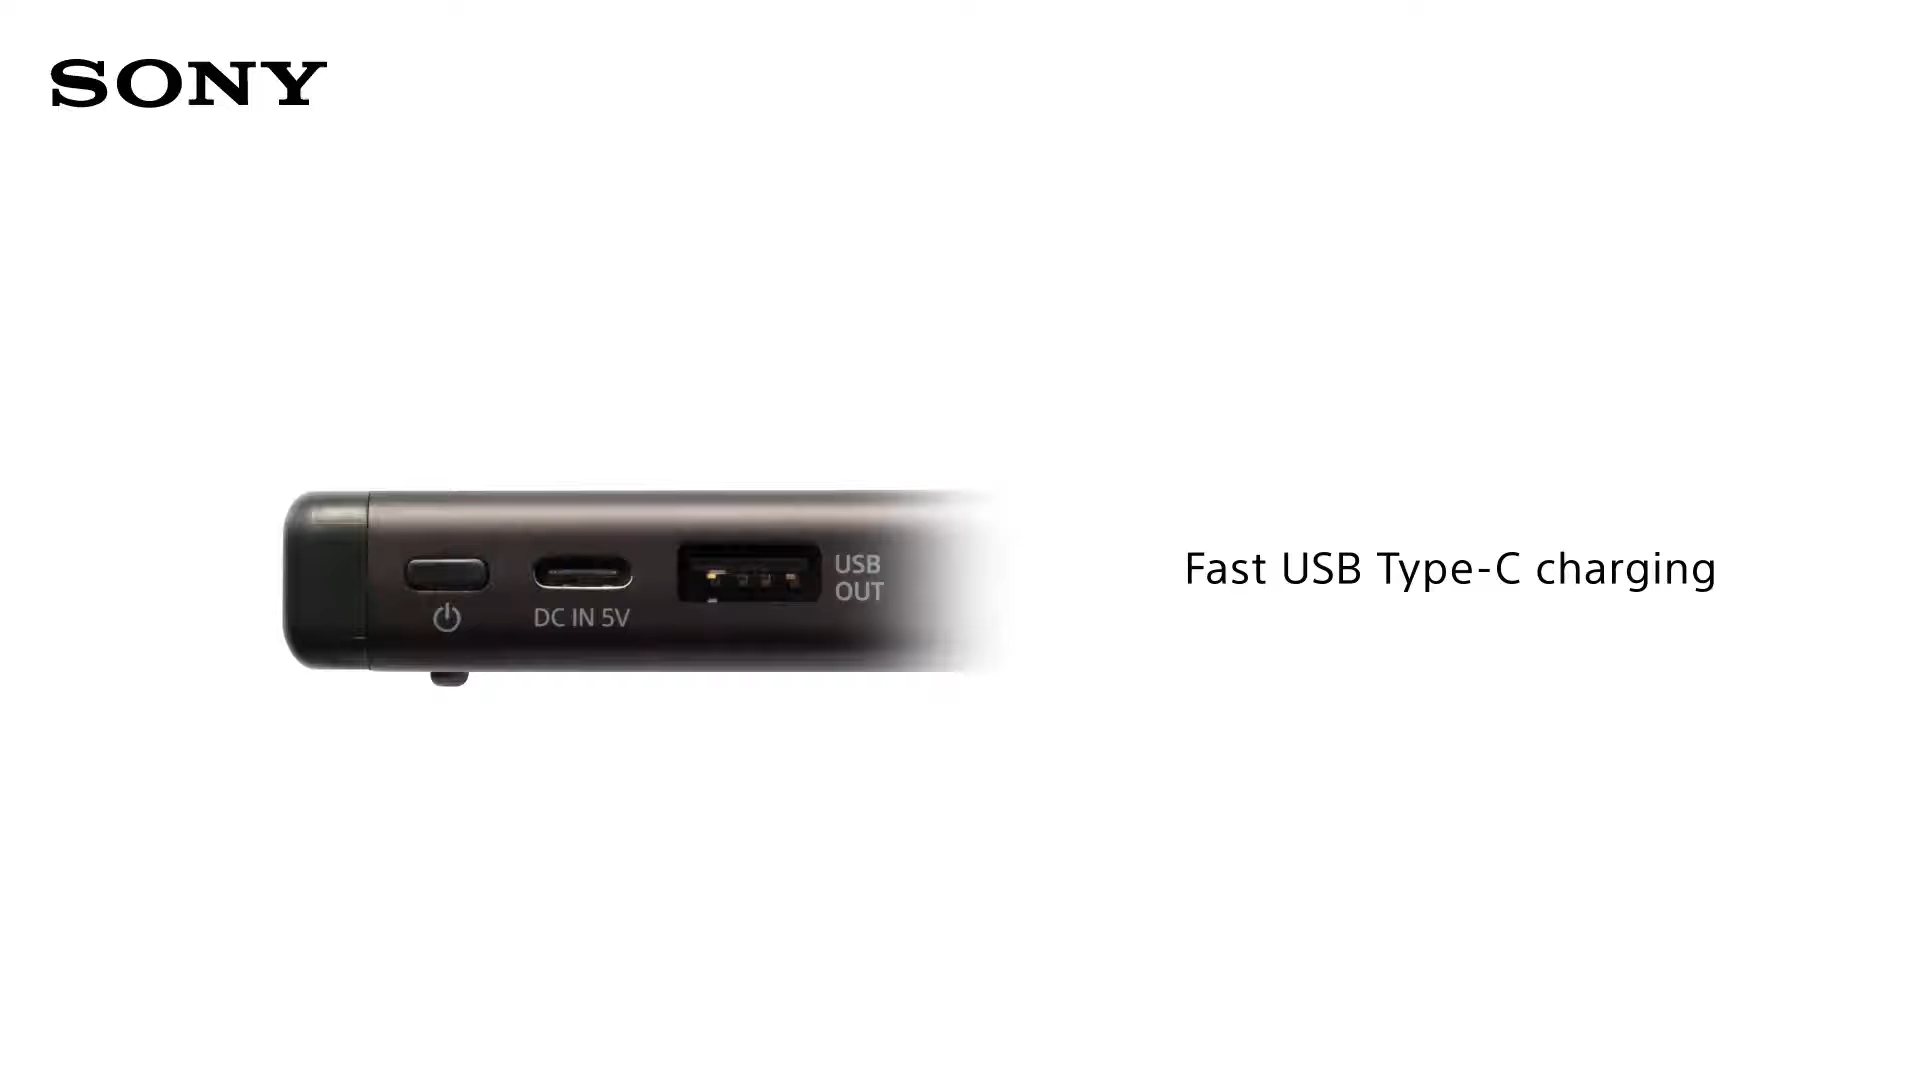 SONY
DC IN 5V
USB
OUT
Fast USB Type-C charging